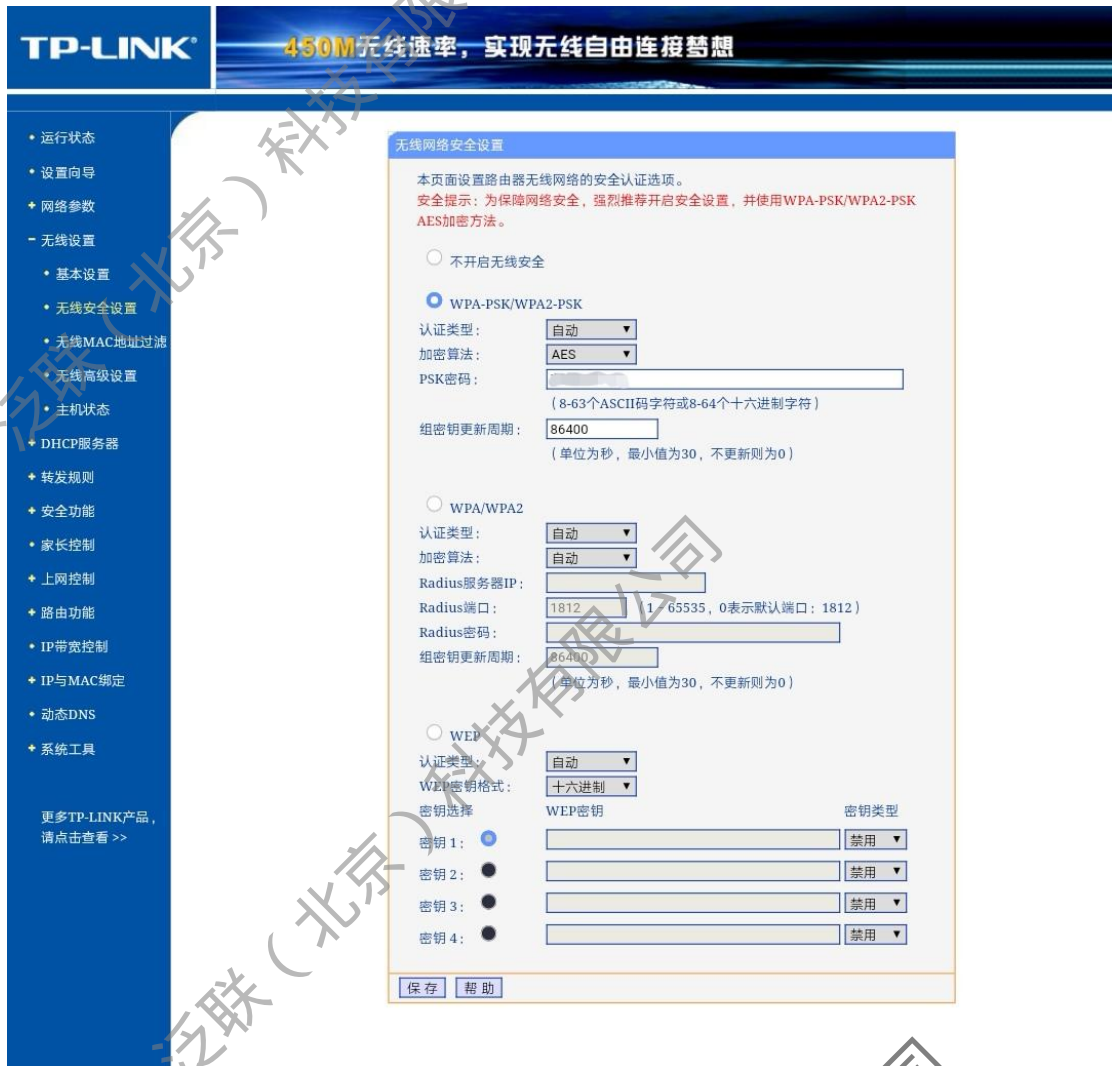 TP-LINK®
450M无线速率，实现无线自由连接梦想
运行状态
设置向导
网络参数
无线设置
基本设置
无线安全设置
无线MAC地址过滤
无线高级设置
主机状态
DHCP服务器
转发规则
安全功能
家长控制
上网控制
路由功能
IP带宽控制
IP与MAC绑定
动态DNS
系统工具
更多TP-LINK产品，
请点击查看 >>
无线网络安全设置
本页面设置路由器无线网络的安全认证选项。
安全提示：为保障网络安全，强烈推荐开启安全设置，并使用WPA-PSK/WPA2-PSK
AES加密方法。
不开启无线安全
WPA-PSK/WPA2-PSK
认证类型： 自动
加密算法： AES
PSK密码：
（8-63个ASCII码字符或8-64个十六进制字符）
组密钥更新周期： 86400
（单位为秒，最小值为30，不更新则为0）
WPA/WPA2
认证类型： 自动
加密算法： 自动
Radius服务器IP：
Radius端口： 1812 （1 - 65535，0表示默认端口：1812）
Radius密码：
组密钥更新周期： 86400
（单位为秒，最小值为30，不更新则为0）
WEP
认证类型： 自动
WEP密钥格式： 十六进制
密钥选择 WEP密钥 密钥类型
密钥 1： 禁用
密钥 2： 禁用
密钥 3： 禁用
密钥 4： 禁用
保存 帮助
泛联（北京）科技有限
泛联（北京）科技有限公司
司